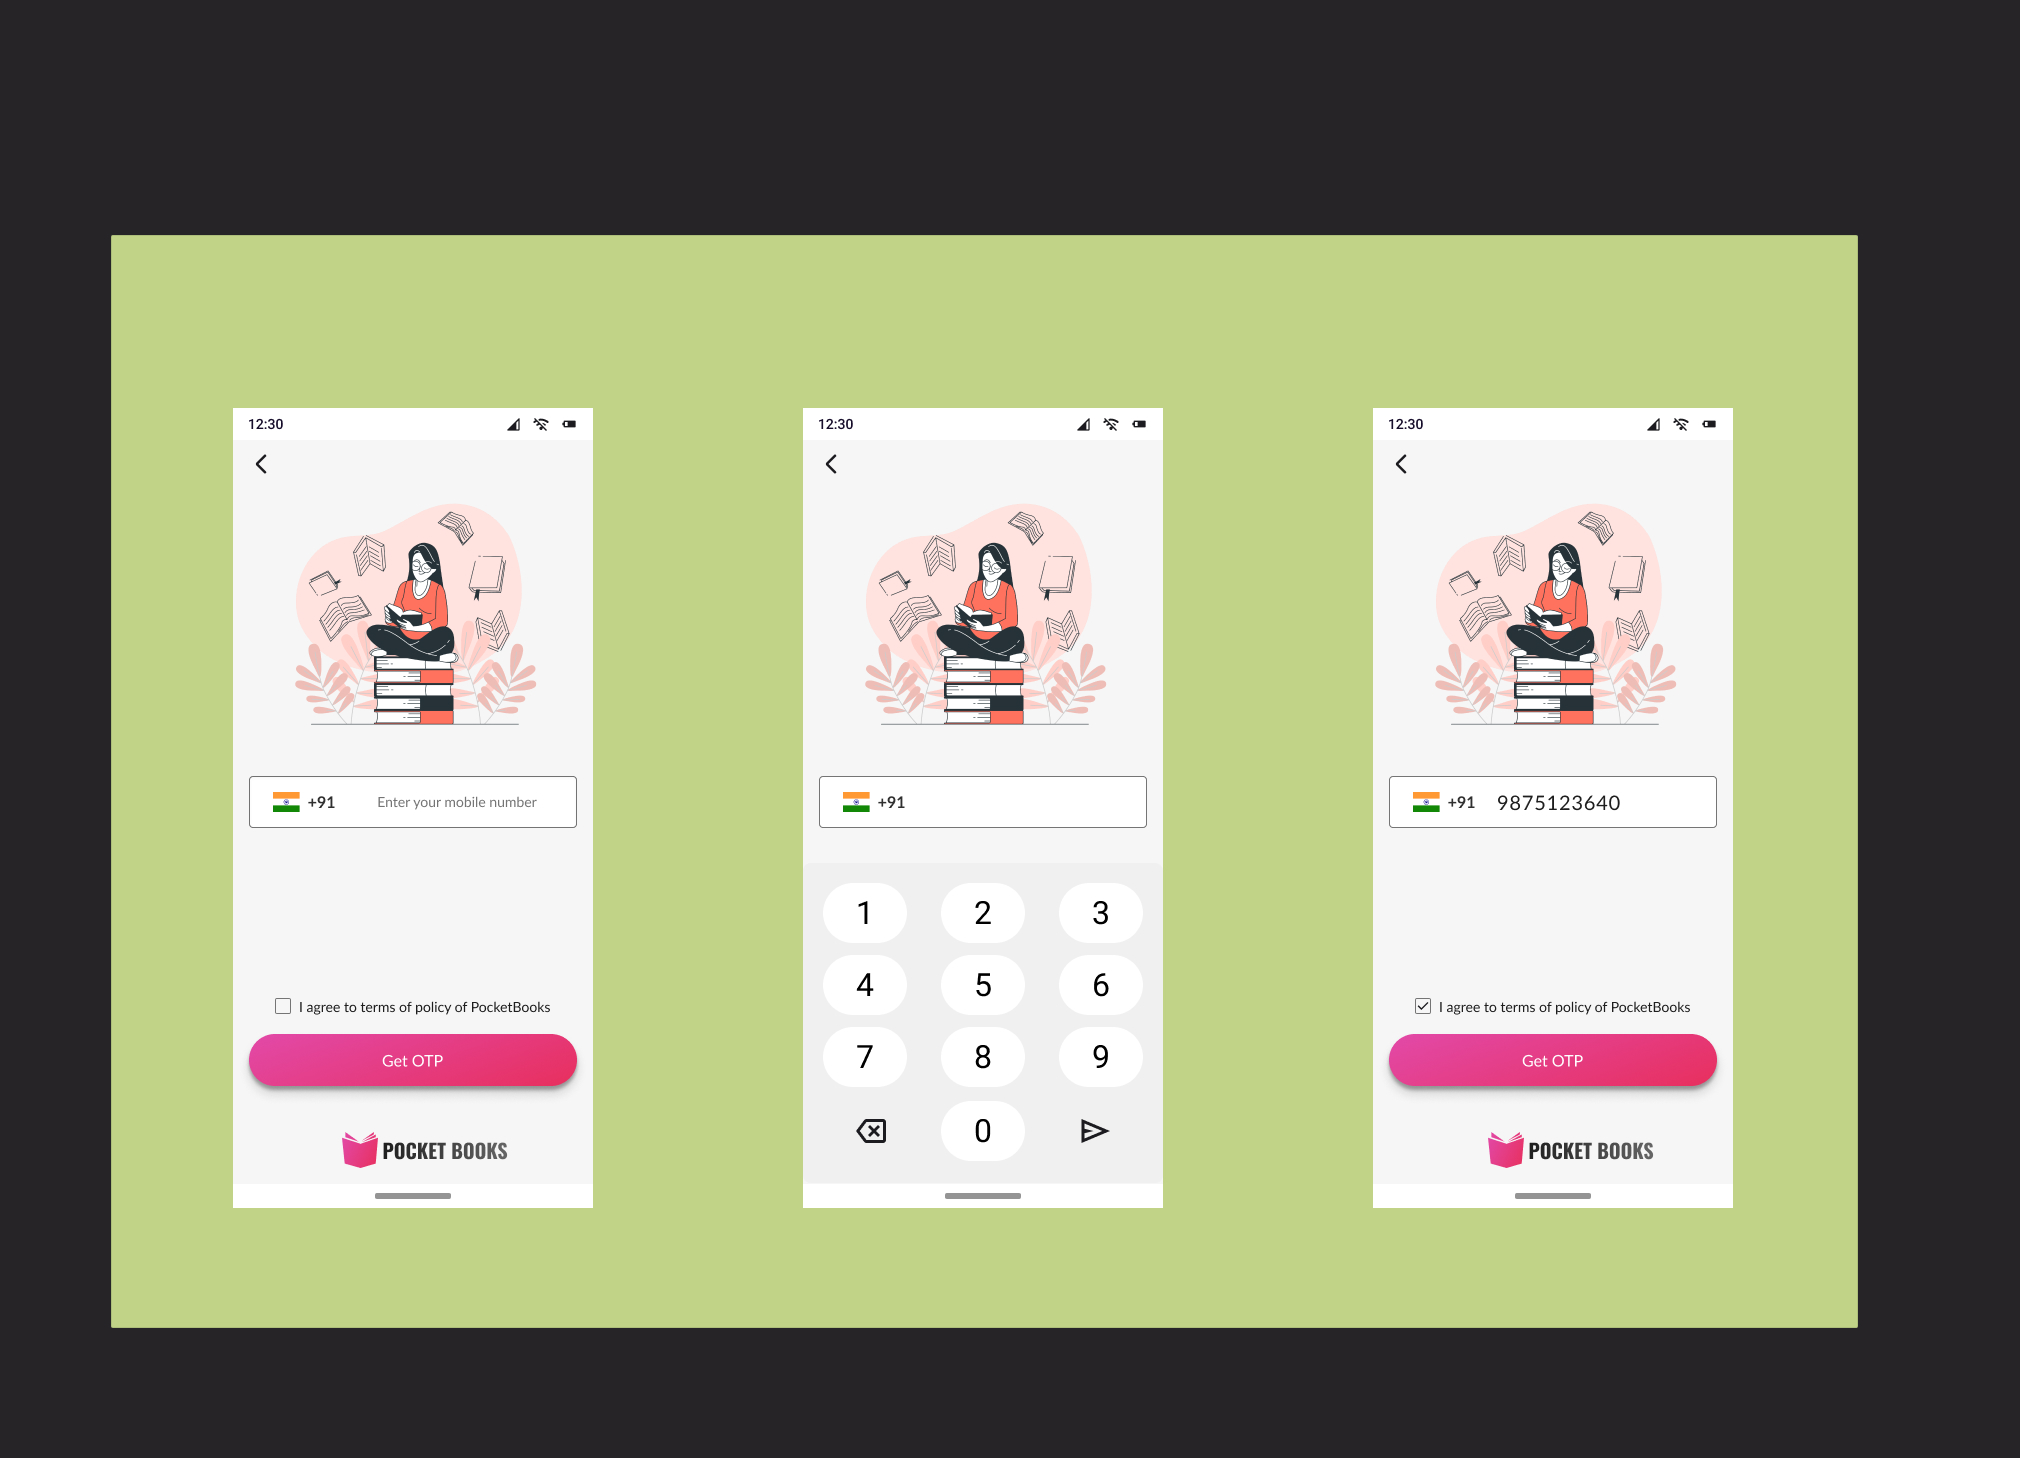 12:30
+91 Enter your mobile number
I agree to terms of policy of PocketBooks
Get OTP
POCKET BOOKS
12:30
+91
1 2 3
4 5 6
7 8 9
0
12:30
+91 9875123640
I agree to terms of policy of PocketBooks
Get OTP
POCKET BOOKS